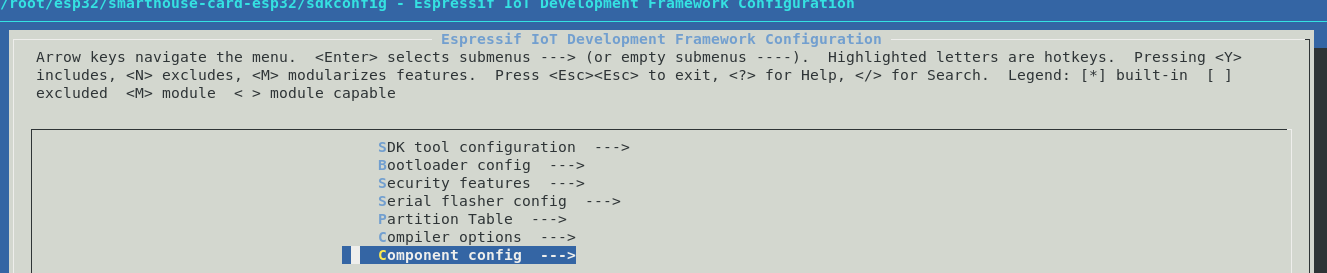 /root/esp32/smarthouse-card-esp32/sdkconfig - Espressif IoT Development Framework Configuration
Espressif IoT Development Framework Configuration
Arrow keys navigate the menu.  <Enter> selects submenus ---> (or empty submenus ----).  Highlighted letters are hotkeys.  Pressing <Y>
includes, <N> excludes, <M> modularizes features.  Press <Esc><Esc> to exit, <?> for Help, </> for Search.  Legend: [*] built-in  [ ]
excluded  <M> module  < > module capable
SDK tool configuration  --->
Bootloader config  --->
Security features  --->
Serial flasher config  --->
Partition Table  --->
Compiler options  --->
Component config  --->